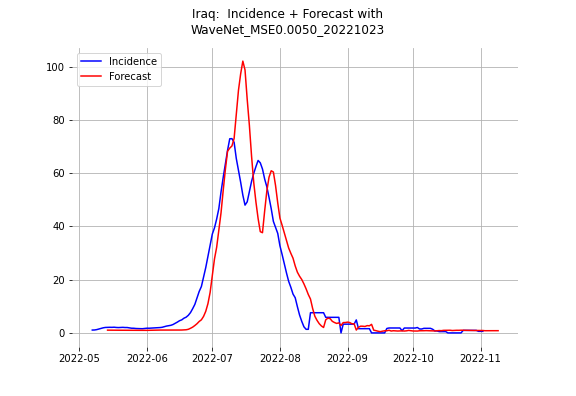 Iraq:  Incidence + Forecast with
WaveNet_MSE0.0050_20221023
Incidence
Forecast
100
80
60
40
20
0
2022-05 2022-06 2022-07 2022-08 2022-09 2022-10 2022-11